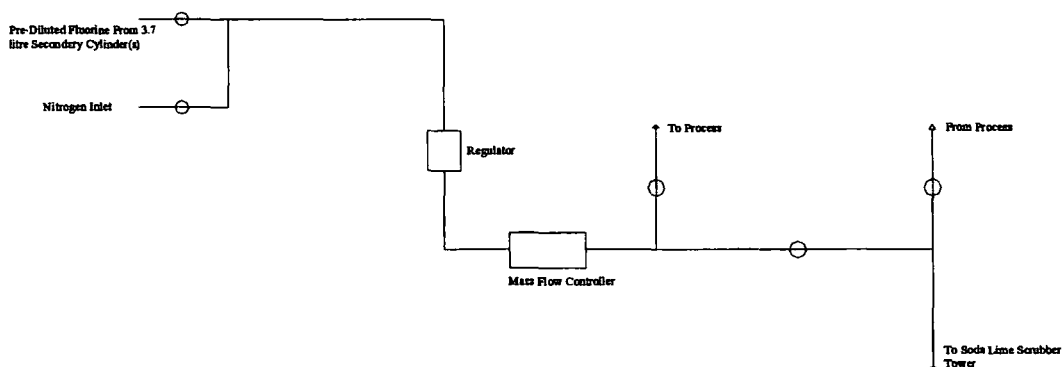 Pre-Diluted Fluorine From 3.7
litre Secondary Cylinder(s)
Nitrogen Inlet
Regulator
To Process
From Process
Mass Flow Controller
To Soda Lime Scrubber
Tower